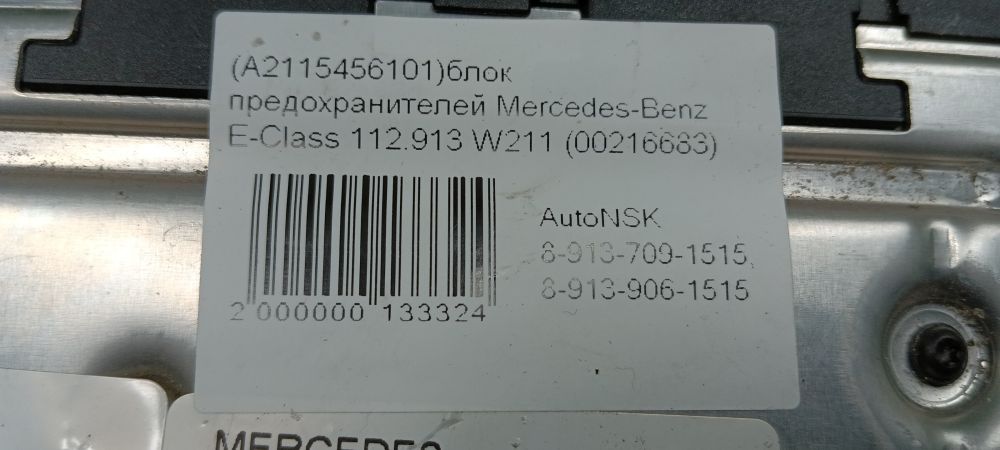 (A2115456101)блок
предохранителей Mercedes-Benz
E-Class 112.913 W211 (00216683)
AutoNSK
8-913-709-1515,
8-913-906-1515
2 000000 133324
MERCEDES